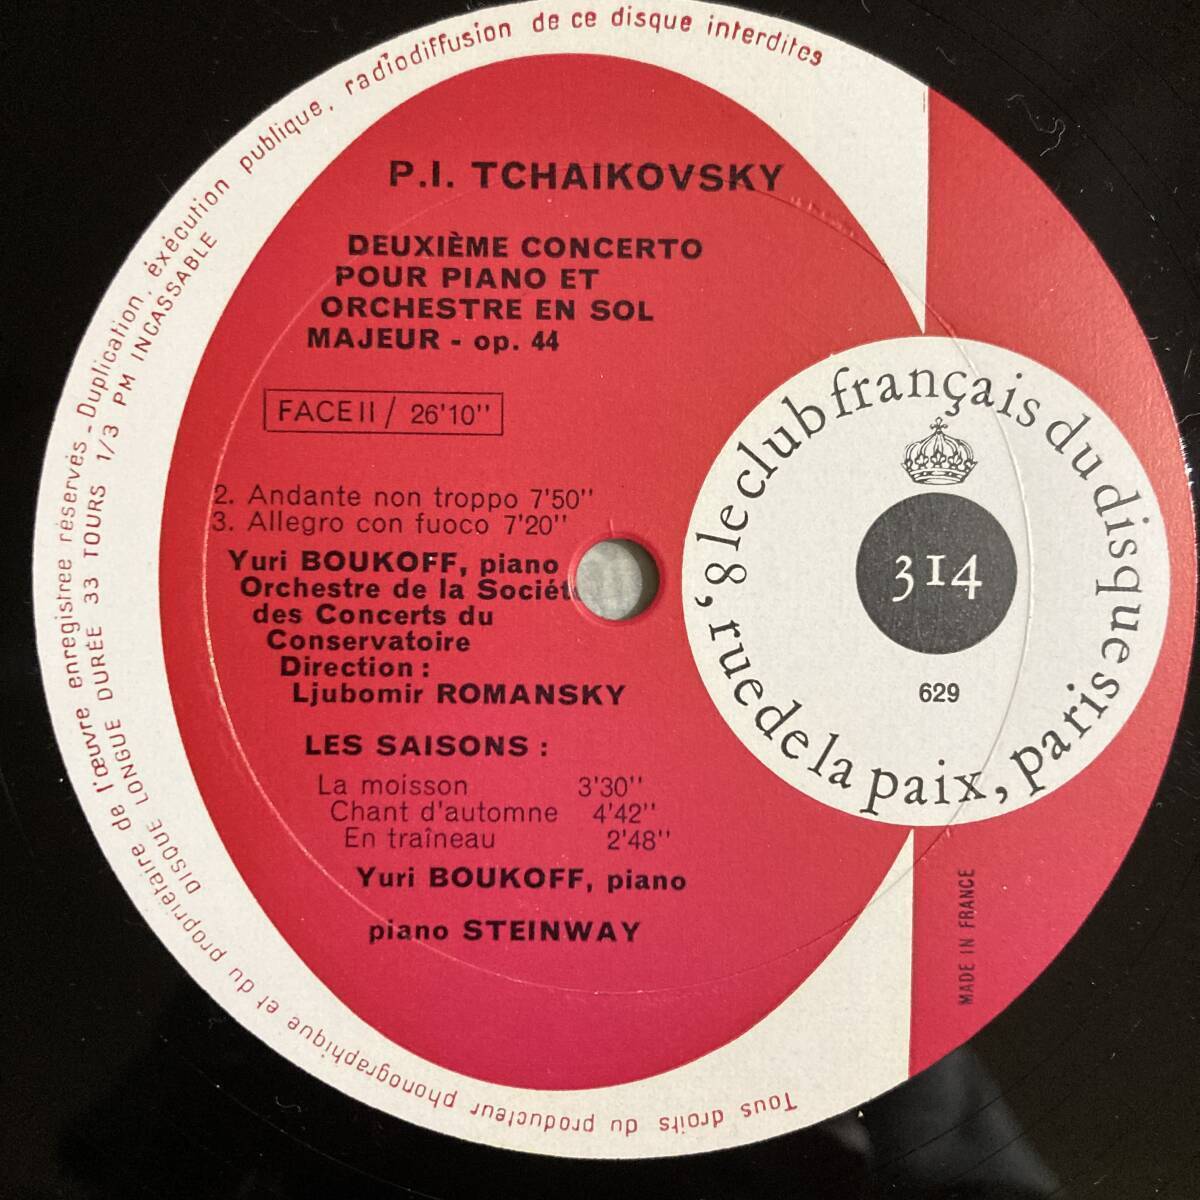 P.I. TCHAIKOVSKY
DEUXIÈME CONCERTO
POUR PIANO ET
ORCHESTRE EN SOL
MAJEUR - op. 44
FACE II / 26'10''
2. Andante non troppo 7'50''
3. Allegro con fuoco 7'20''
Yuri BOUKOFF, piano
Orchestre de la Sociét
des Concerts du
Conservatoire
Direction :
Ljubomir ROMANSKY
LES SAISONS :
La moisson 3'30''
Chant d'automne 4'42''
En traîneau 2'48''
Yuri BOUKOFF, piano
piano STEINWAY
le club français du disque
8, rue de la paix, paris
314
629
MADE IN FRANCE
Tous droits du producteur phonographique et du propriétaire de l'œuvre enregistree réservés - Duplication, éxécution publique, radiodiffusion de ce disque interdites
DISQUE LONGUE DURÉE 33 TOURS 1/3 PM INCASSABLE